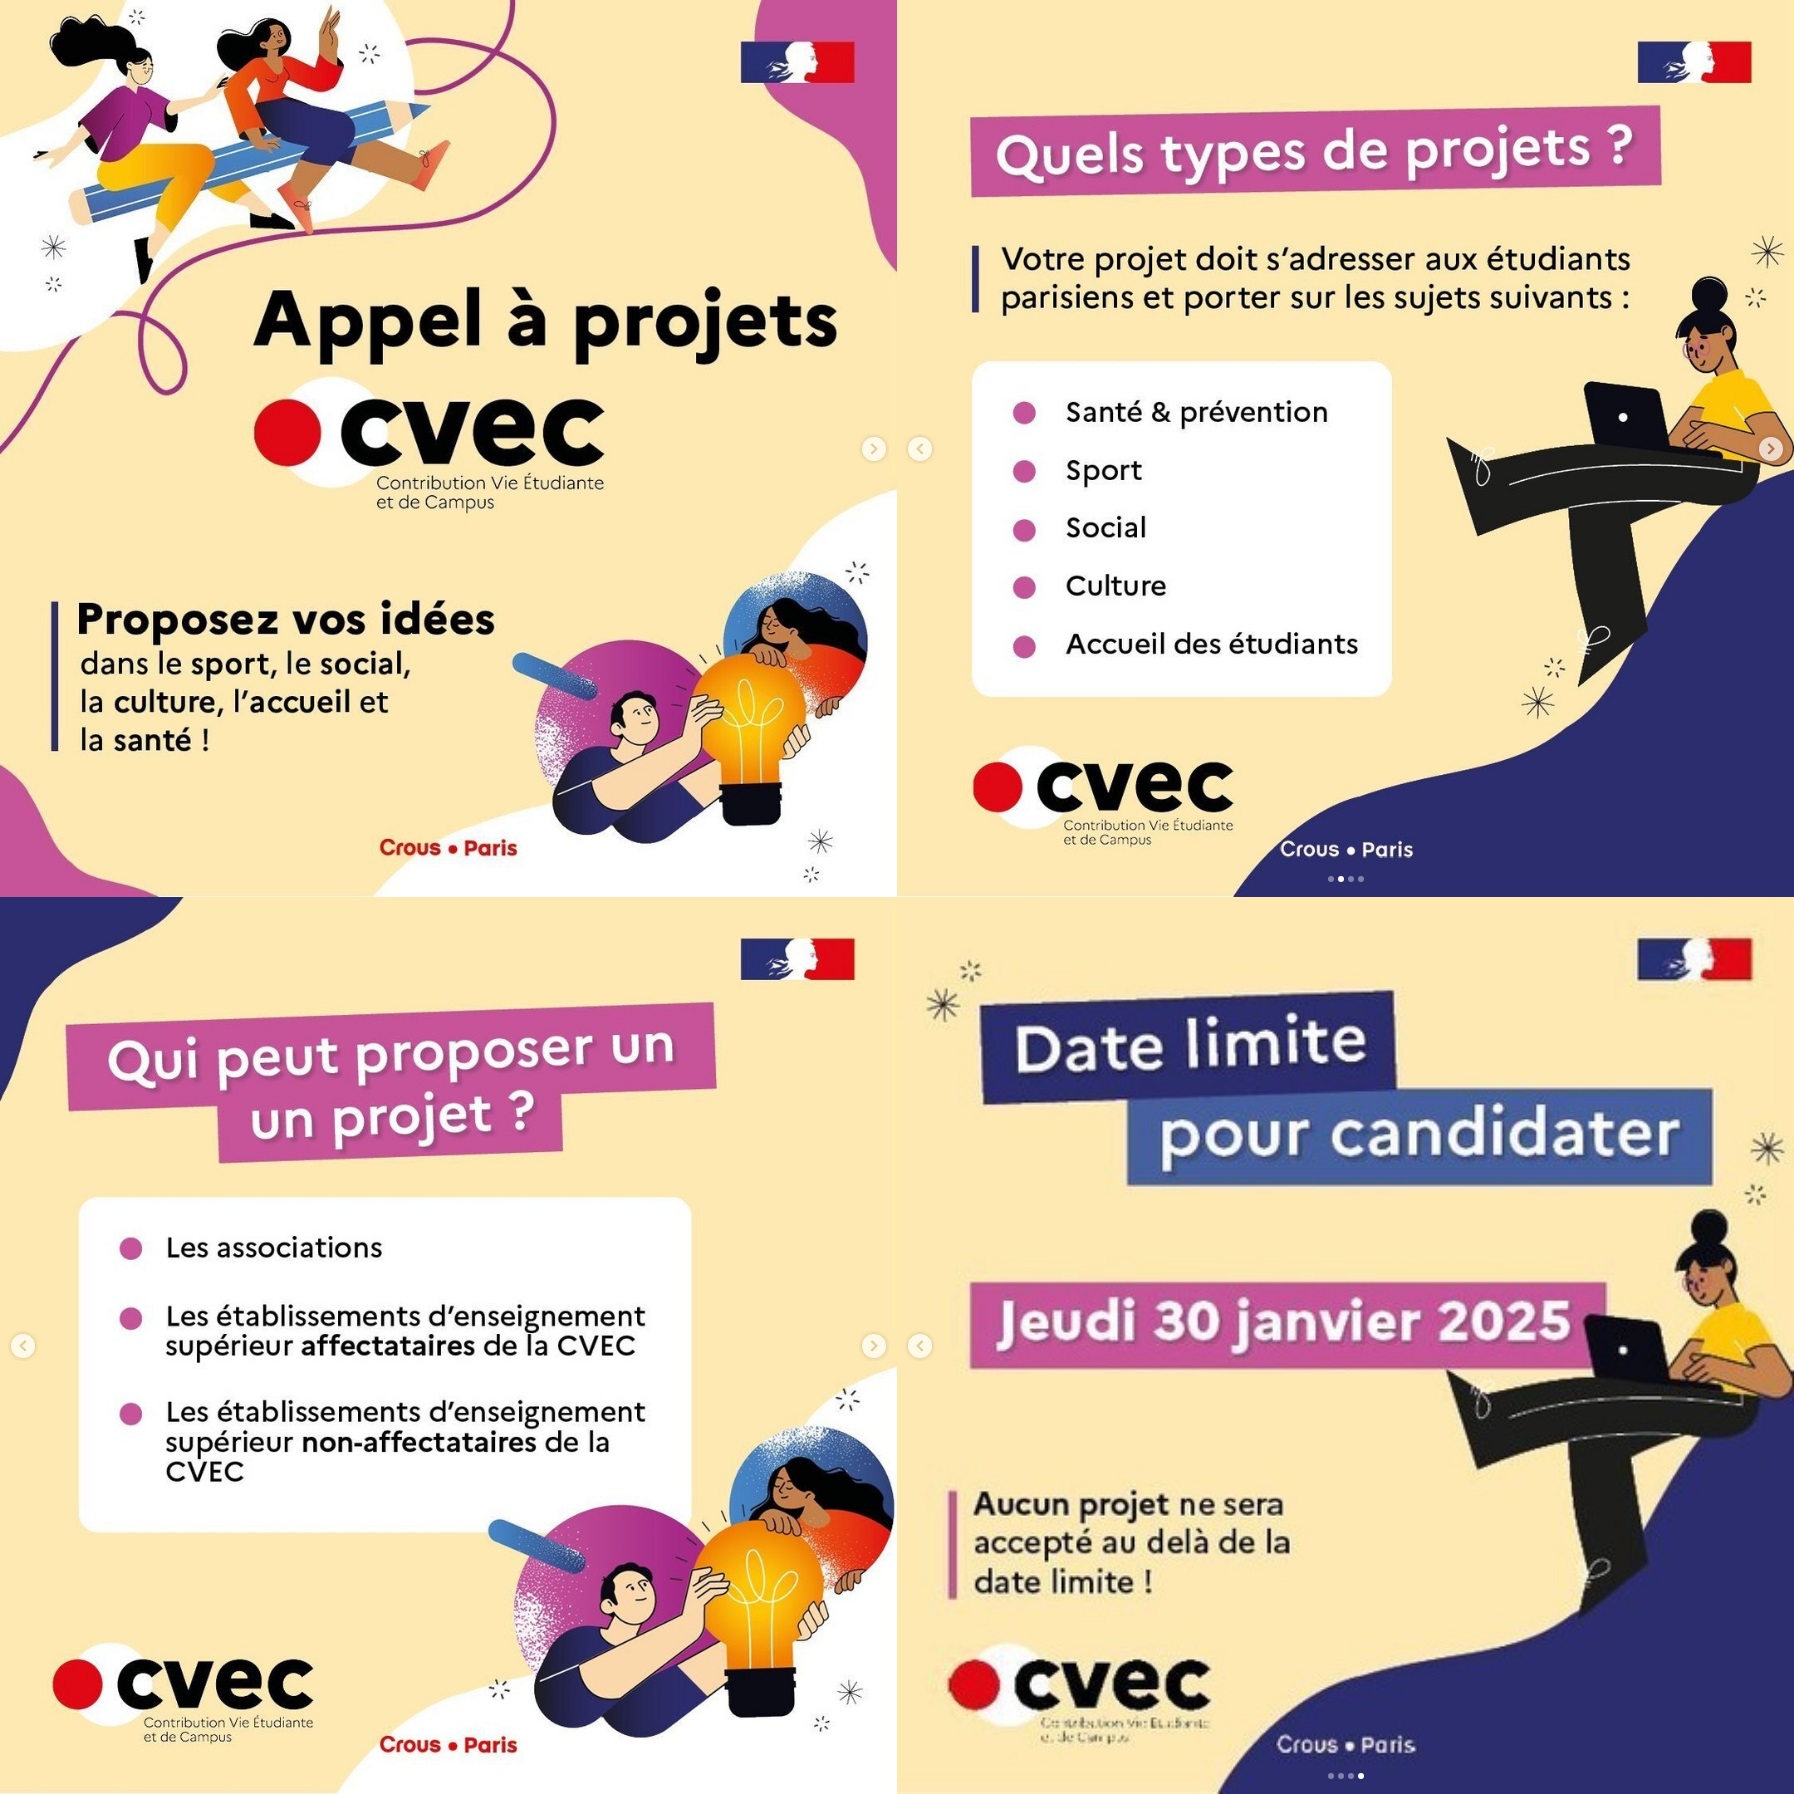 Appel à projets
cvec
Contribution Vie Étudiante
et de Campus
Proposez vos idées
dans le sport, le social,
la culture, l'accueil et
la santé !
Crous • Paris
Quels types de projets ?
Votre projet doit s'adresser aux étudiants
parisiens et porter sur les sujets suivants :
Santé & prévention
Sport
Social
Culture
Accueil des étudiants
cvec
Contribution Vie Étudiante
et de Campus
Crous • Paris
Qui peut proposer un
un projet ?
Les associations
Les établissements d'enseignement
supérieur affectataires de la CVEC
Les établissements d'enseignement
supérieur non-affectataires de la
CVEC
cvec
Contribution Vie Étudiante
et de Campus
Crous • Paris
Date limite
pour candidater
Jeudi 30 janvier 2025
Aucun projet ne sera
accepté au delà de la
date limite !
cvec
Contribution Vie Étudiante
et de Campus
Crous • Paris